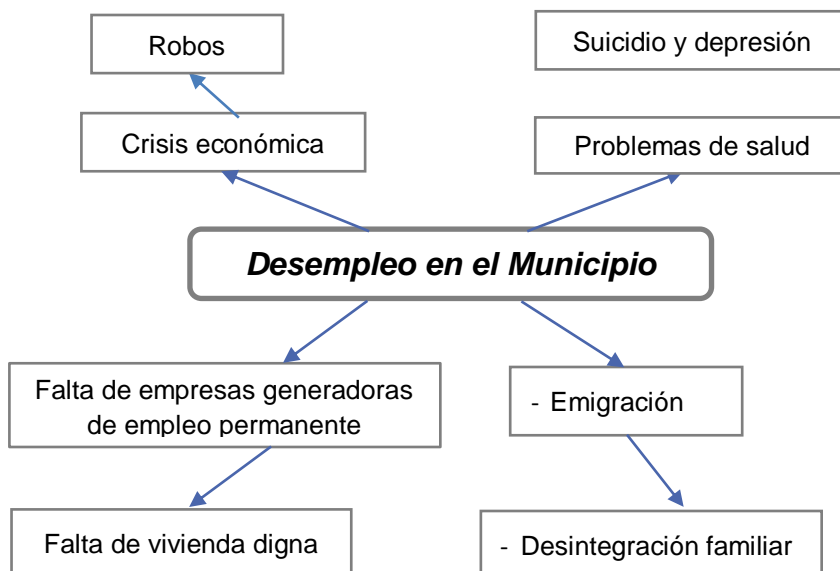 Robos
Suicidio y depresión
Crisis económica
Problemas de salud
Desempleo en el Municipio
Falta de empresas generadoras
de empleo permanente
- Emigración
Falta de vivienda digna
- Desintegración familiar